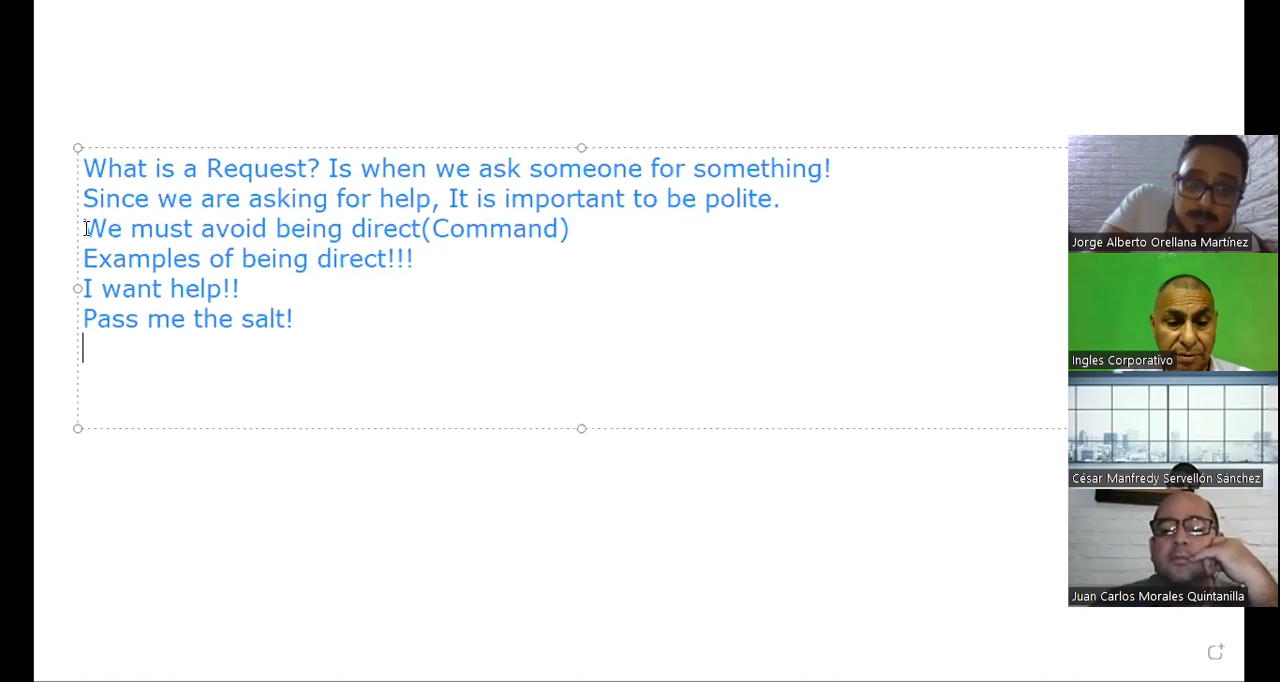 What is a Request? Is when we ask someone for something!
Since we are asking for help, It is important to be polite.
We must avoid being direct(Command)
Examples of being direct!!!
I want help!!
Pass me the salt!
Jorge Alberto Orellana Martínez
Ingles Corporativo
César Manfredy Servellón Sánchez
Juan Carlos Morales Quintanilla